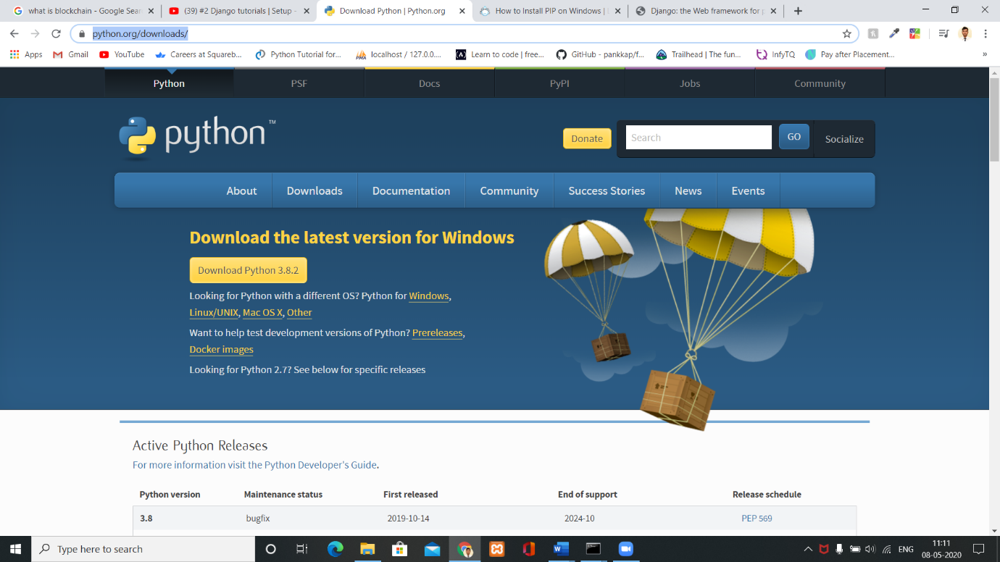 what is blockchain - Google Sear
(39) #2 Django tutorials | Setup -
Download Python | Python.org
How to Install PIP on Windows |
Django: the Web framework for p
python.org/downloads/
Apps
Gmail
YouTube
Careers at Squareb...
Python Tutorial for...
localhost / 127.0.0....
Learn to code | free...
GitHub - pankkap/f...
Trailhead | The fun...
InfyTQ
Pay after Placement...
»
Python
PSF
Docs
PyPI
Jobs
Community
python™
Donate
Search
GO
Socialize
About
Downloads
Documentation
Community
Success Stories
News
Events
Download the latest version for Windows
Download Python 3.8.2
Looking for Python with a different OS? Python for Windows,
Linux/UNIX, Mac OS X, Other
Want to help test development versions of Python? Prereleases,
Docker images
Looking for Python 2.7? See below for specific releases
Active Python Releases
For more information visit the Python Developer's Guide.
Python version Maintenance status First released End of support Release schedule
3.8 bugfix 2019-10-14 2024-10 PEP 569
Type here to search
ENG
11:11
08-05-2020